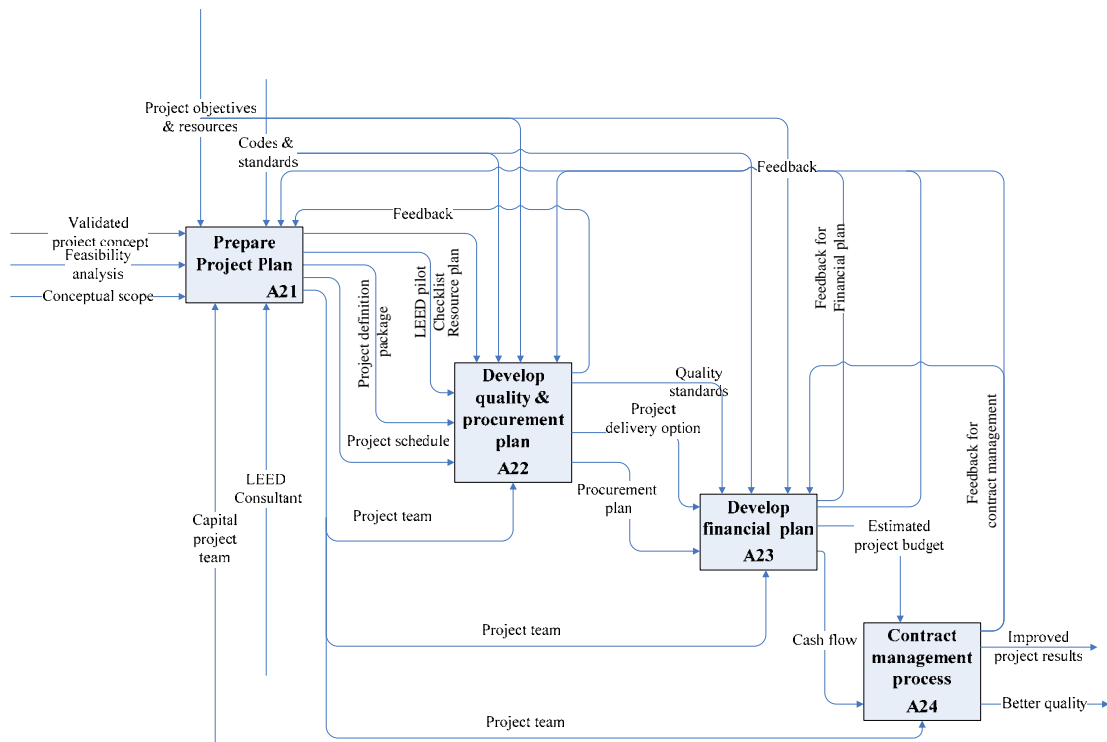 Project objectives
& resources
Codes &
standards
Feedback
Validated
project concept
Feasibility
analysis
Conceptual scope
Feedback
Prepare
Project Plan
A21
Project definition
package
LEED pilot
Checklist
Resource plan
Feedback for
Financial plan
Develop
quality &
procurement
plan
A22
Quality
standards
Project
delivery option
Project schedule
Procurement
plan
Feedback for
contract management
LEED
Consultant
Capital
project
team
Project team
Develop
financial plan
A23
Estimated
project budget
Project team
Cash flow
Contract
management
process
A24
Improved
project results
Better quality
Project team